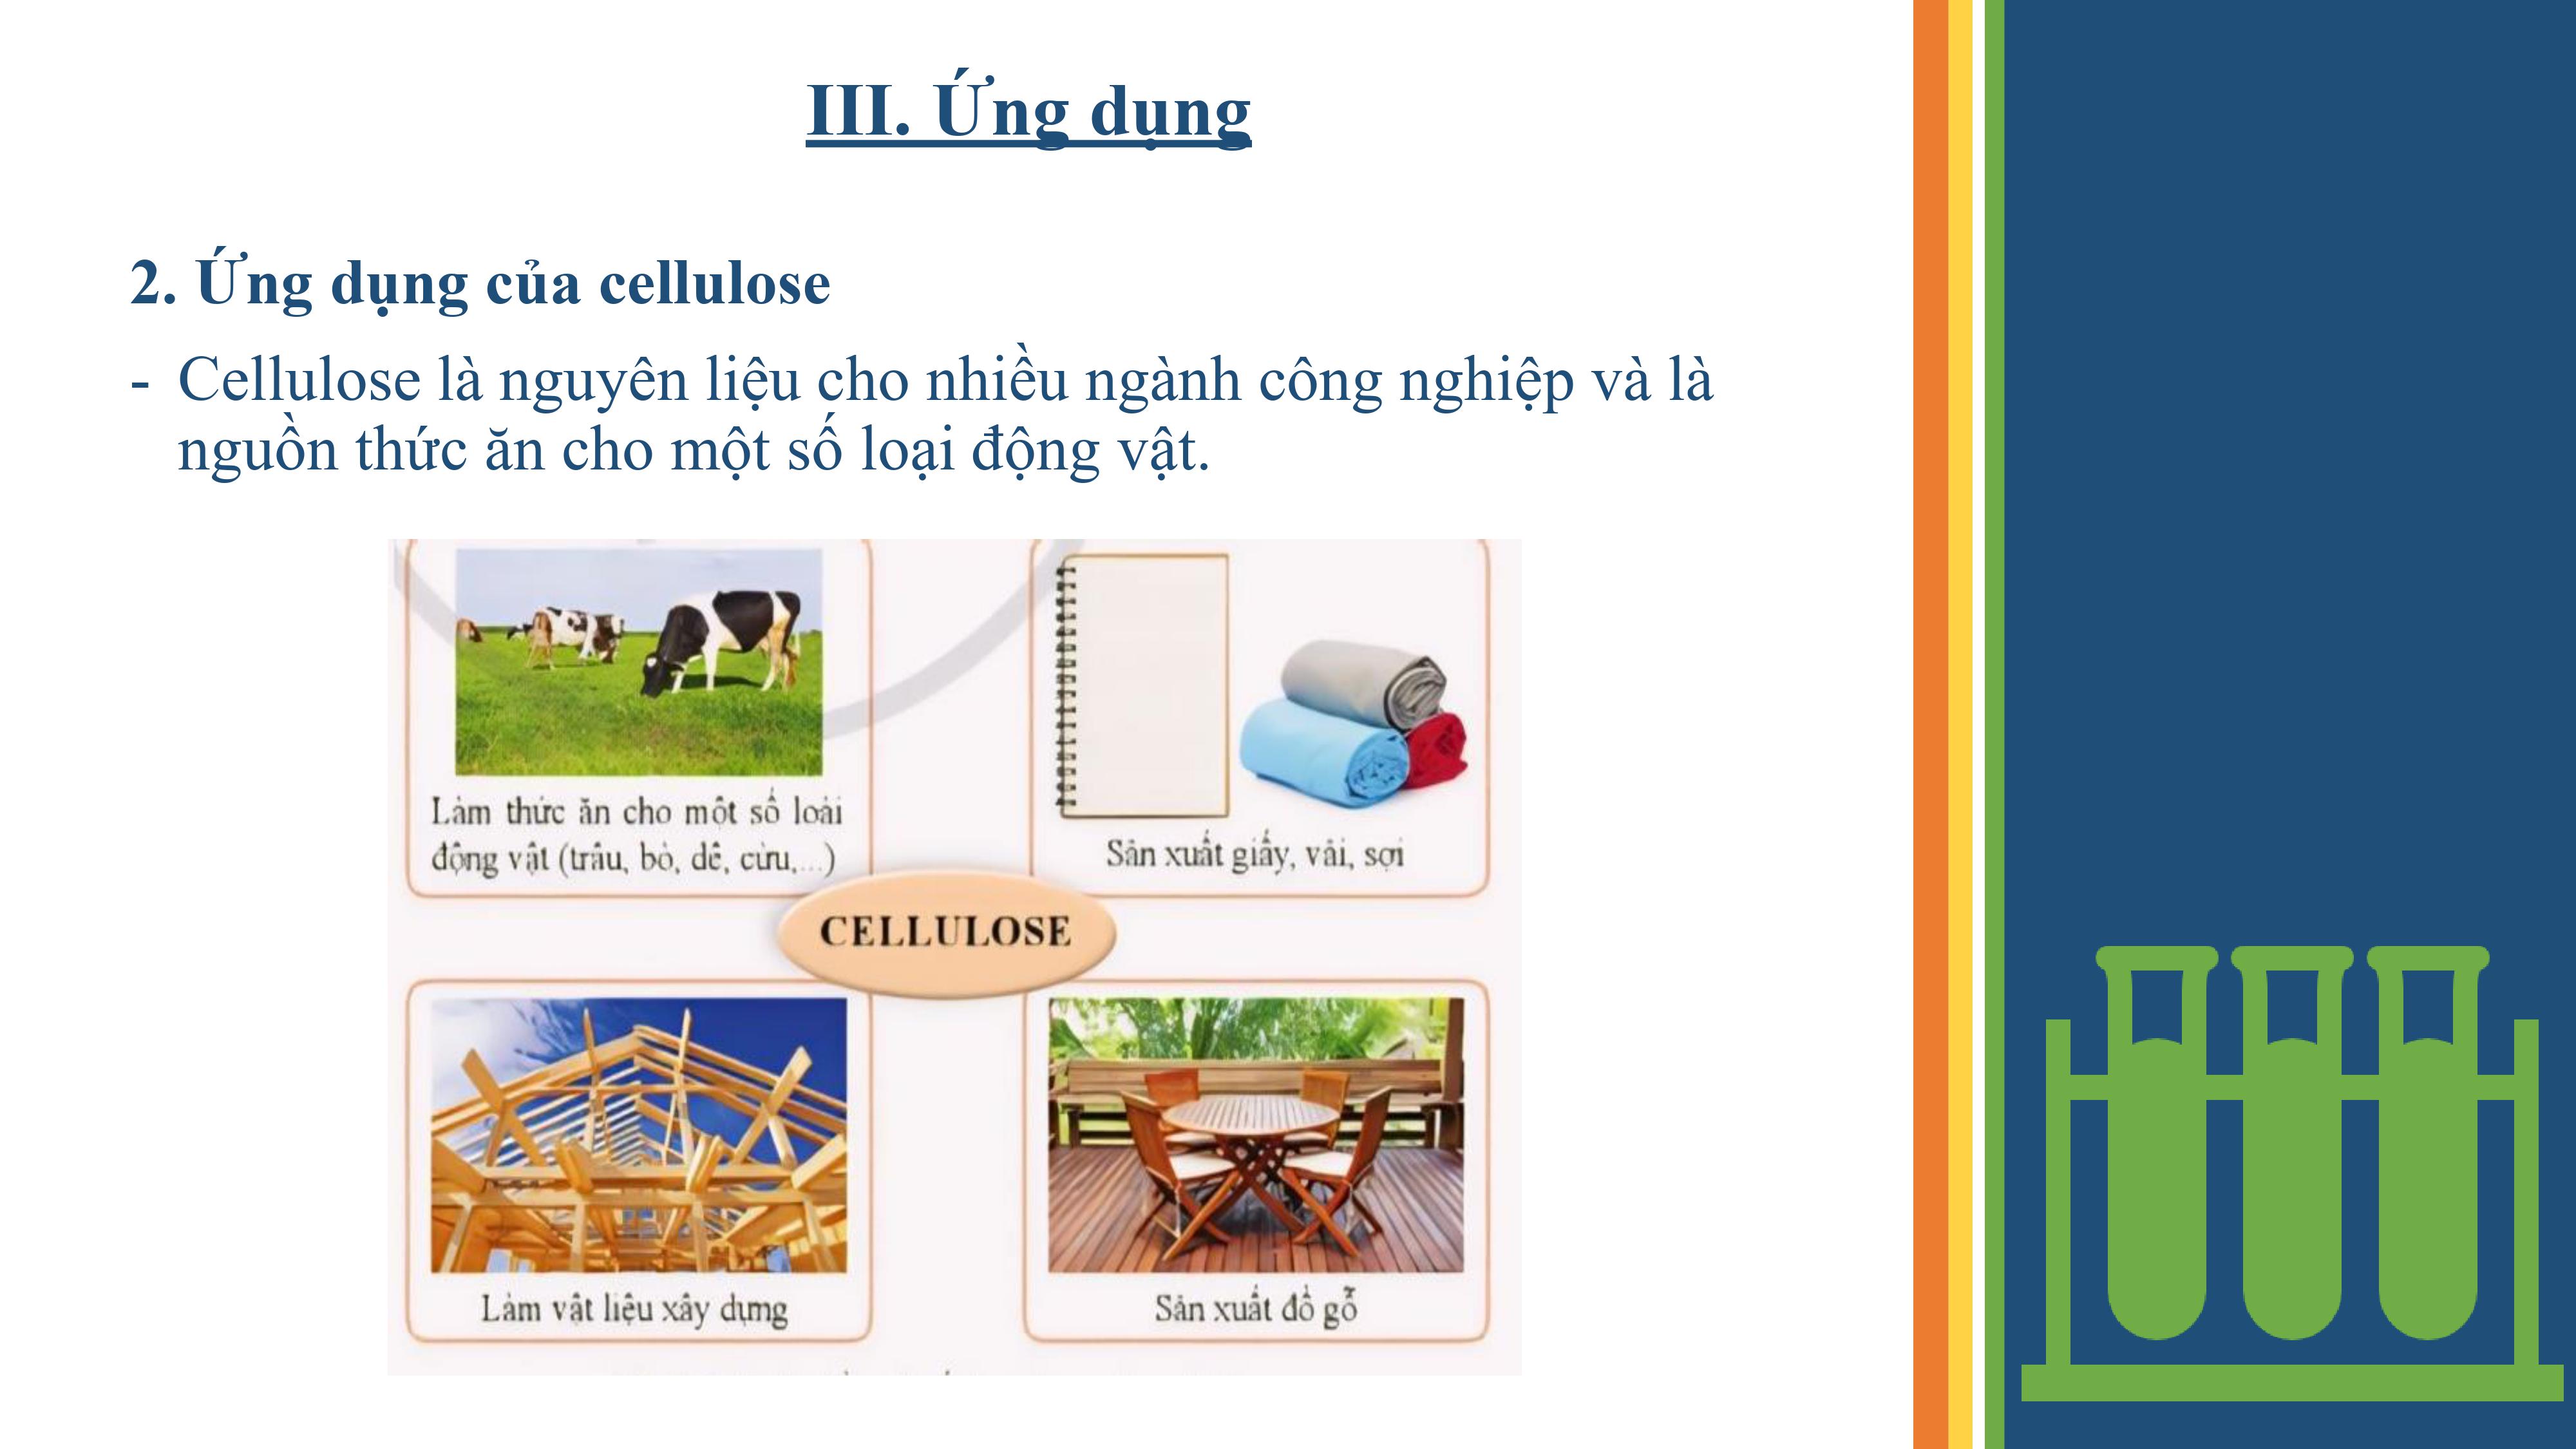 III. Ứng dụng
2. Ứng dụng của cellulose
- Cellulose là nguyên liệu cho nhiều ngành công nghiệp và là
nguồn thức ăn cho một số loại động vật.
Làm thức ăn cho một số loài
động vật (trâu, bò, dê, cừu,...)
Sản xuất giấy, vải, sợi
CELLULOSE
Làm vật liệu xây dựng
Sản xuất đồ gỗ